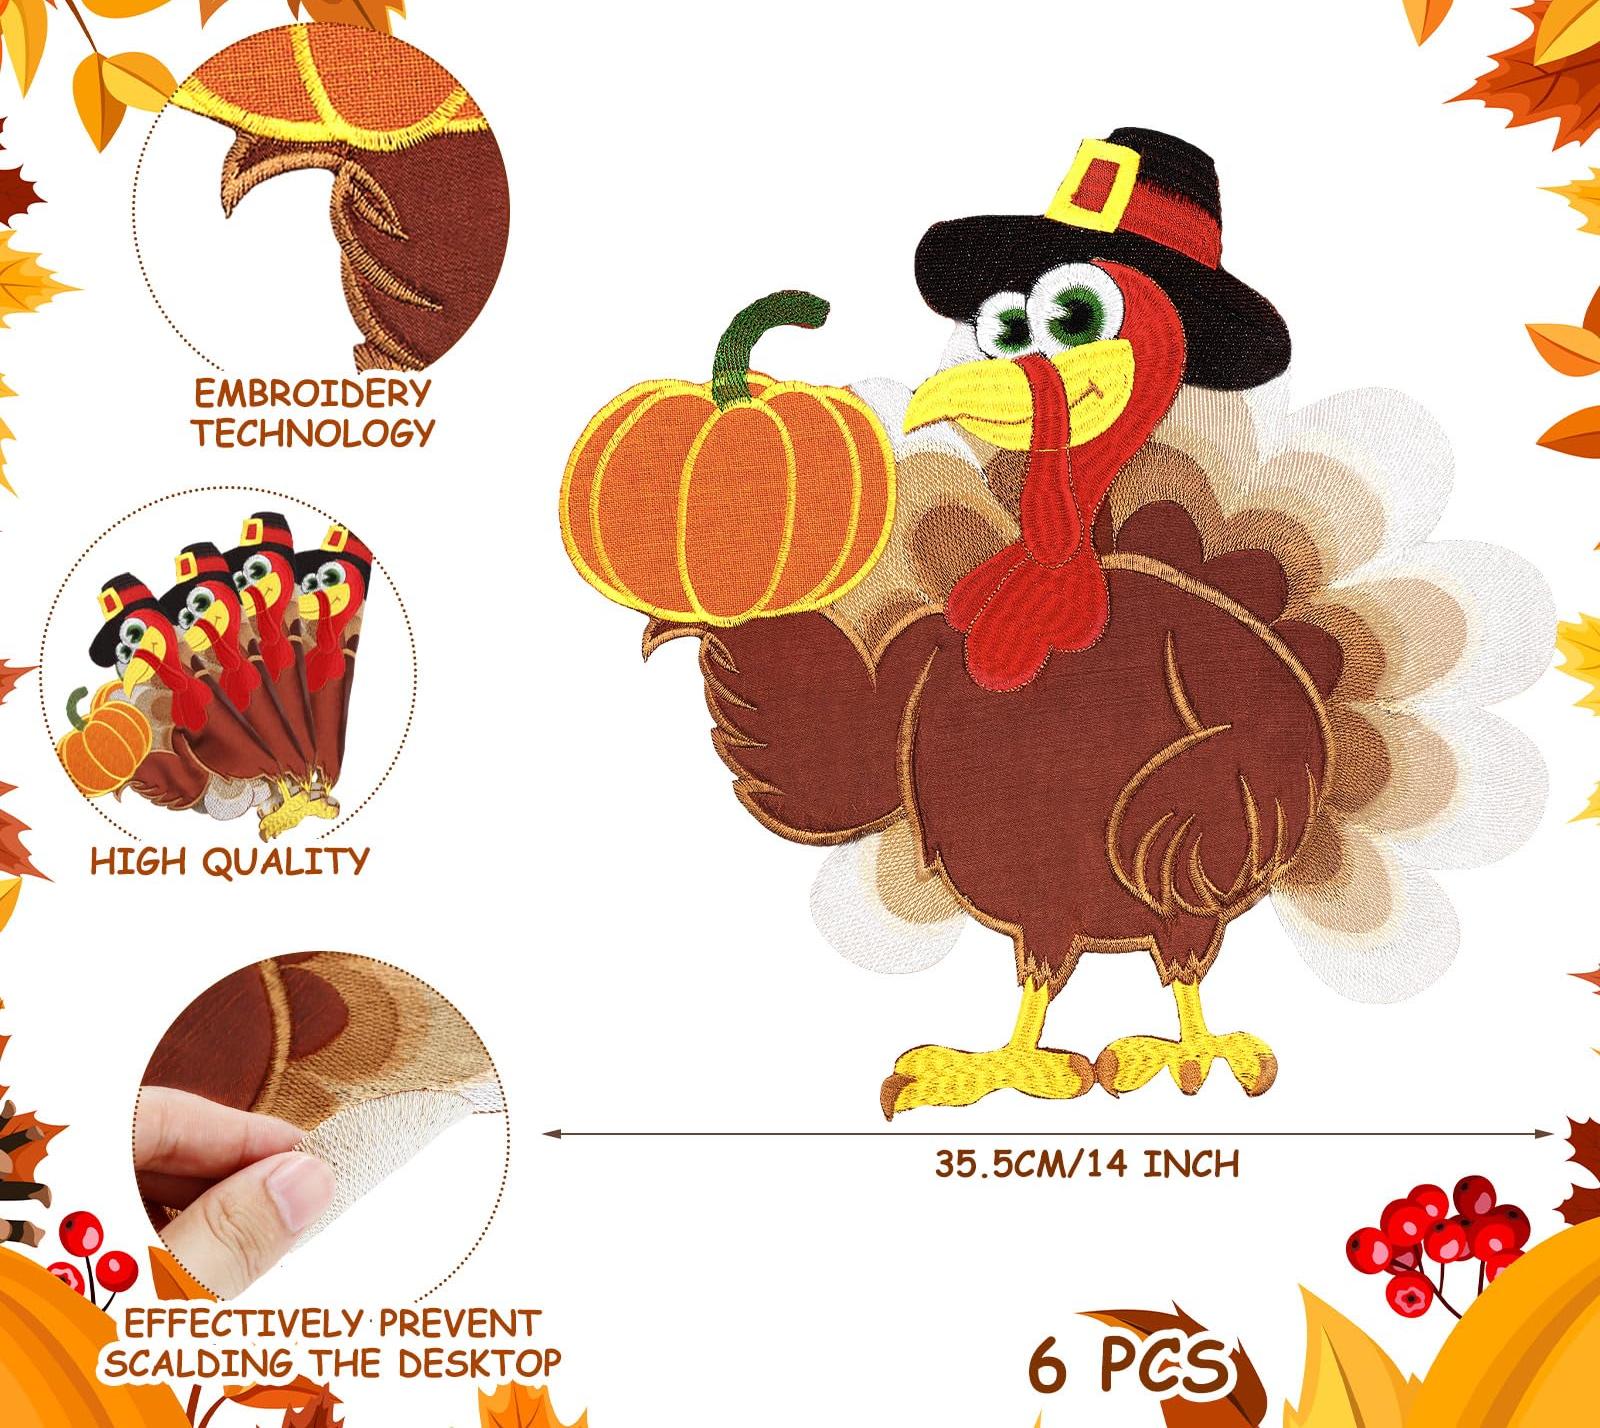 EMBROIDERY
TECHNOLOGY
HIGH QUALITY
EFFECTIVELY PREVENT
SCALDING THE DESKTOP
35.5CM/14 INCH
6 PCS